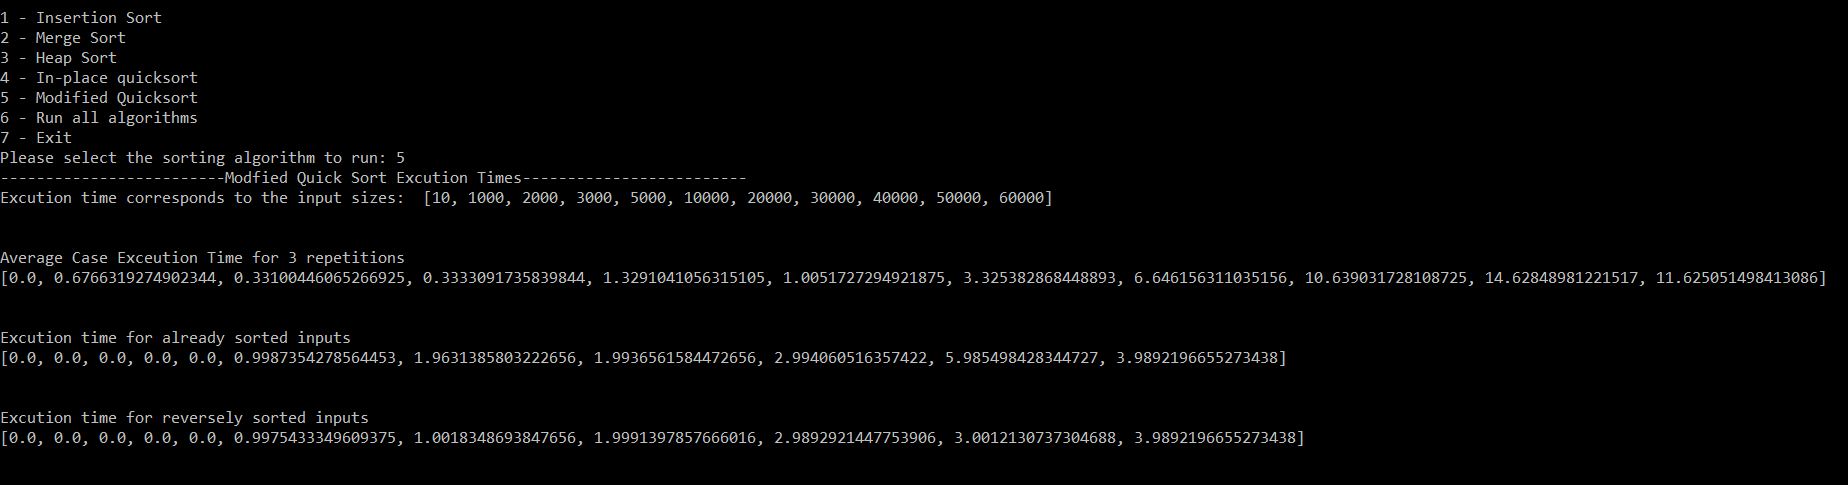 1 - Insertion Sort
2 - Merge Sort
3 - Heap Sort
4 - In-place quicksort
5 - Modified Quicksort
6 - Run all algorithms
7 - Exit
Please select the sorting algorithm to run: 5
-------------------------Modfied Quick Sort Excution Times-------------------------
Excution time corresponds to the input sizes:  [10, 1000, 2000, 3000, 5000, 10000, 20000, 30000, 40000, 50000, 60000]
Average Case Exceution Time for 3 repetitions
[0.0, 0.6766319274902344, 0.33100446065266925, 0.3333091735839844, 1.3291041056315105, 1.0051727294921875, 3.325382868448893, 6.646156311035156, 10.639031728108725, 14.62848981221517, 11.625051498413086]
Excution time for already sorted inputs
[0.0, 0.0, 0.0, 0.0, 0.0, 0.9987354278564453, 1.9631385803222656, 1.9936561584472656, 2.994060516357422, 5.985498428344727, 3.9892196655273438]
Excution time for reversely sorted inputs
[0.0, 0.0, 0.0, 0.0, 0.0, 0.9975433349609375, 1.0018348693847656, 1.9991397857666016, 2.9892921447753906, 3.0012130737304688, 3.9892196655273438]